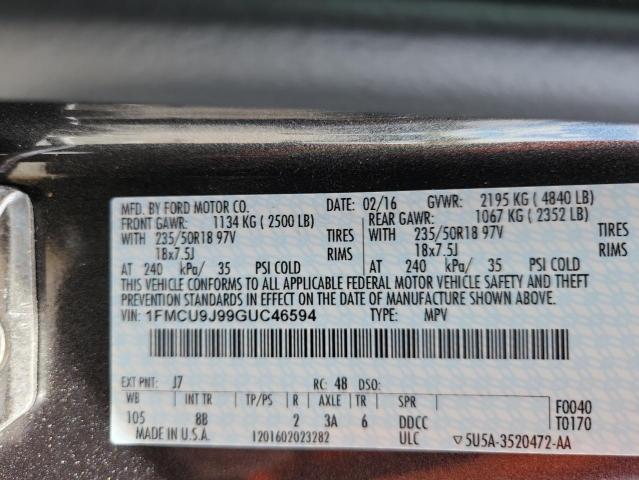 MFD. BY FORD MOTOR CO. DATE: 02/16 GVWR: 2195 KG ( 4840 LB)
FRONT GAWR: 1134 KG ( 2500 LB) REAR GAWR: 1067 KG ( 2352 LB)
WITH 235/50R18 97V TIRES WITH 235/50R18 97V TIRES
18x7.5J RIMS 18x7.5J RIMS
AT 240 kPa/ 35 PSI COLD AT 240 kPa/ 35 PSI COLD
THIS VEHICLE CONFORMS TO ALL APPLICABLE FEDERAL MOTOR VEHICLE SAFETY AND THEFT
PREVENTION STANDARDS IN EFFECT ON THE DATE OF MANUFACTURE SHOWN ABOVE.
VIN: 1FMCU9J99GUC46594 TYPE: MPV
EXT PNT: J7 RC: 48 DSO:
WB INT TR TP/PS R AXLE TR SPR F0040
105 8B 2 3A 6 DDCC T0170
MADE IN U.S.A. 1201602023282 ULC ▽5U5A-3520472-AA